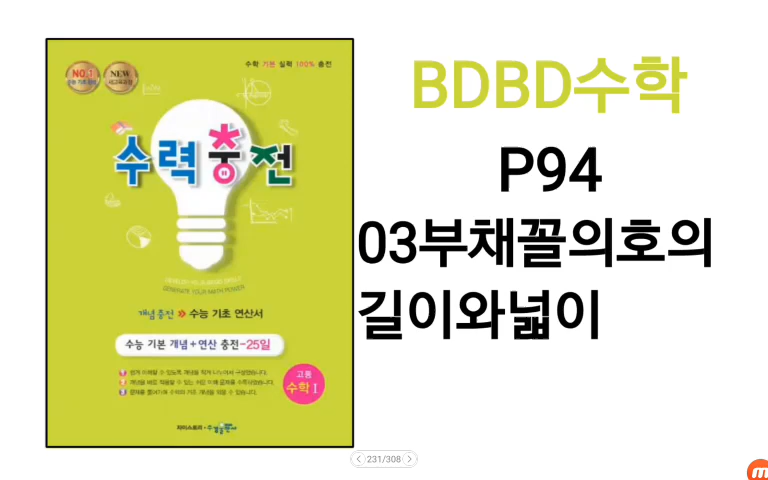 수학 기본 실력 100% 충전
NO.1
NEW
수력충전
BDBD수학
P94
03부채꼴의호의
길이와넓이
개념충전 수능 기초 연산서
수능 기본 개념+연산 충전-25일
고등
수학 I
231/308